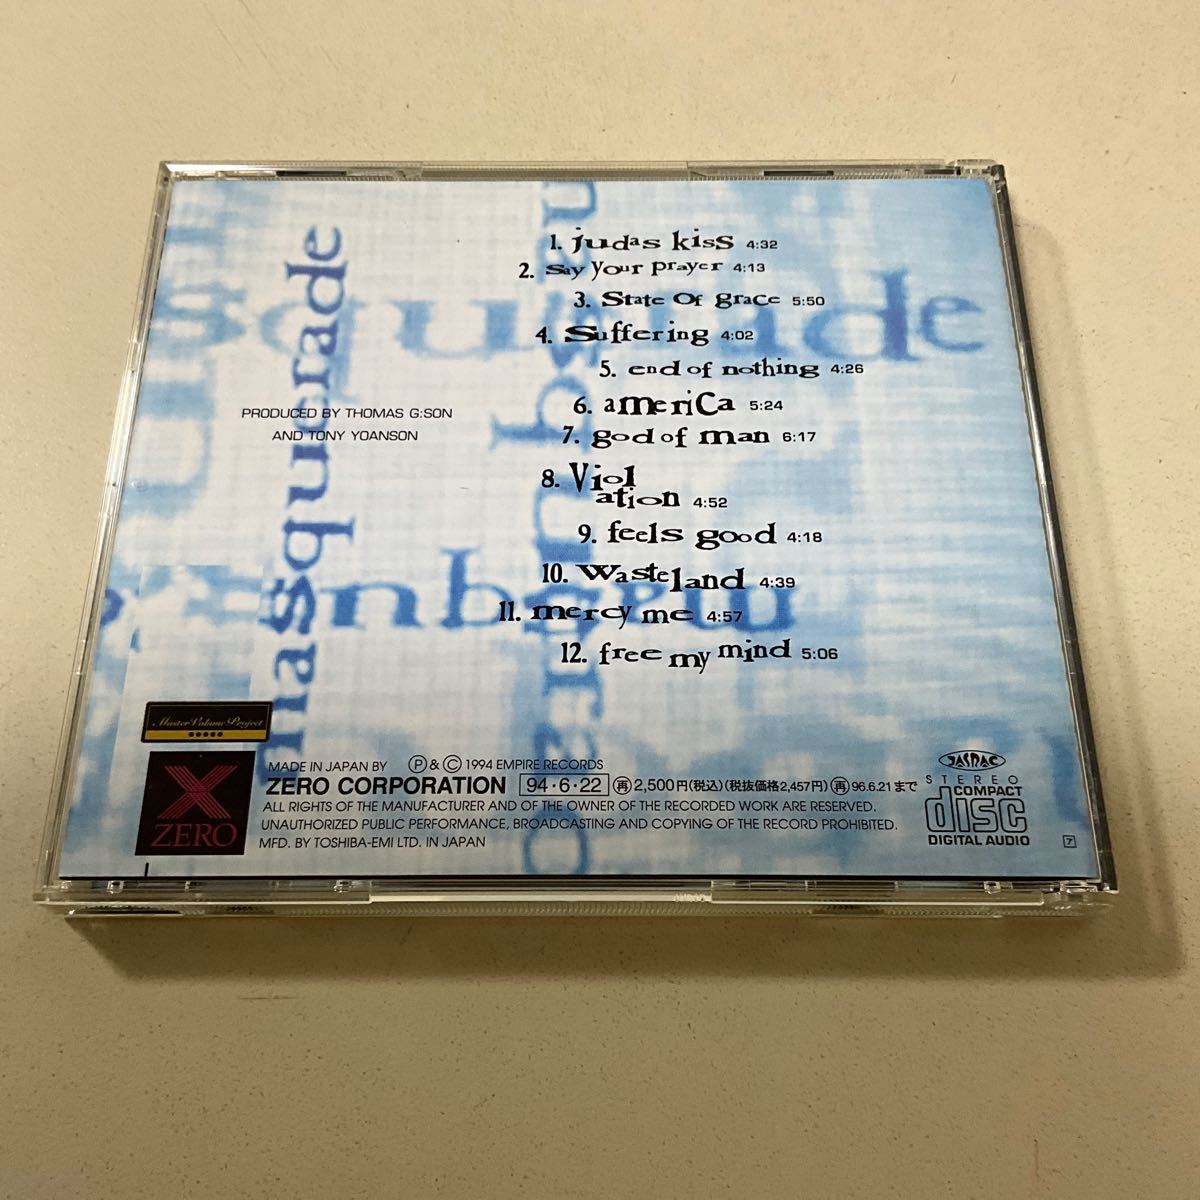 masquerade
1. judas kiss 4:32
2. Say your prayer 4:13
3. State of grace 5:50
4. Suffering 4:02
5. end of nothing 4:26
6. ameriCa 5:24
7. god of man 6:17
8. Viol
ation 4:52
9. feels good 4:18
10. Wasteland 4:39
11. mercy me 4:57
12. free my mind 5:06
PRODUCED BY THOMAS G:SON
AND TONY YOANSON
Master Volume Project
ZERO
MADE IN JAPAN BY Ⓟ & Ⓒ 1994 EMPIRE RECORDS
ZERO CORPORATION 94・6・22 再 2,500円(税込)(税抜価格2,457円) 再 96.6.21まで
ALL RIGHTS OF THE MANUFACTURER AND OF THE OWNER OF THE RECORDED WORK ARE RESERVED.
UNAUTHORIZED PUBLIC PERFORMANCE, BROADCASTING AND COPYING OF THE RECORD PROHIBITED.
MFD. BY TOSHIBA-EMI LTD. IN JAPAN
JASRAC
STEREO
COMPACT
disc
DIGITAL AUDIO
ア